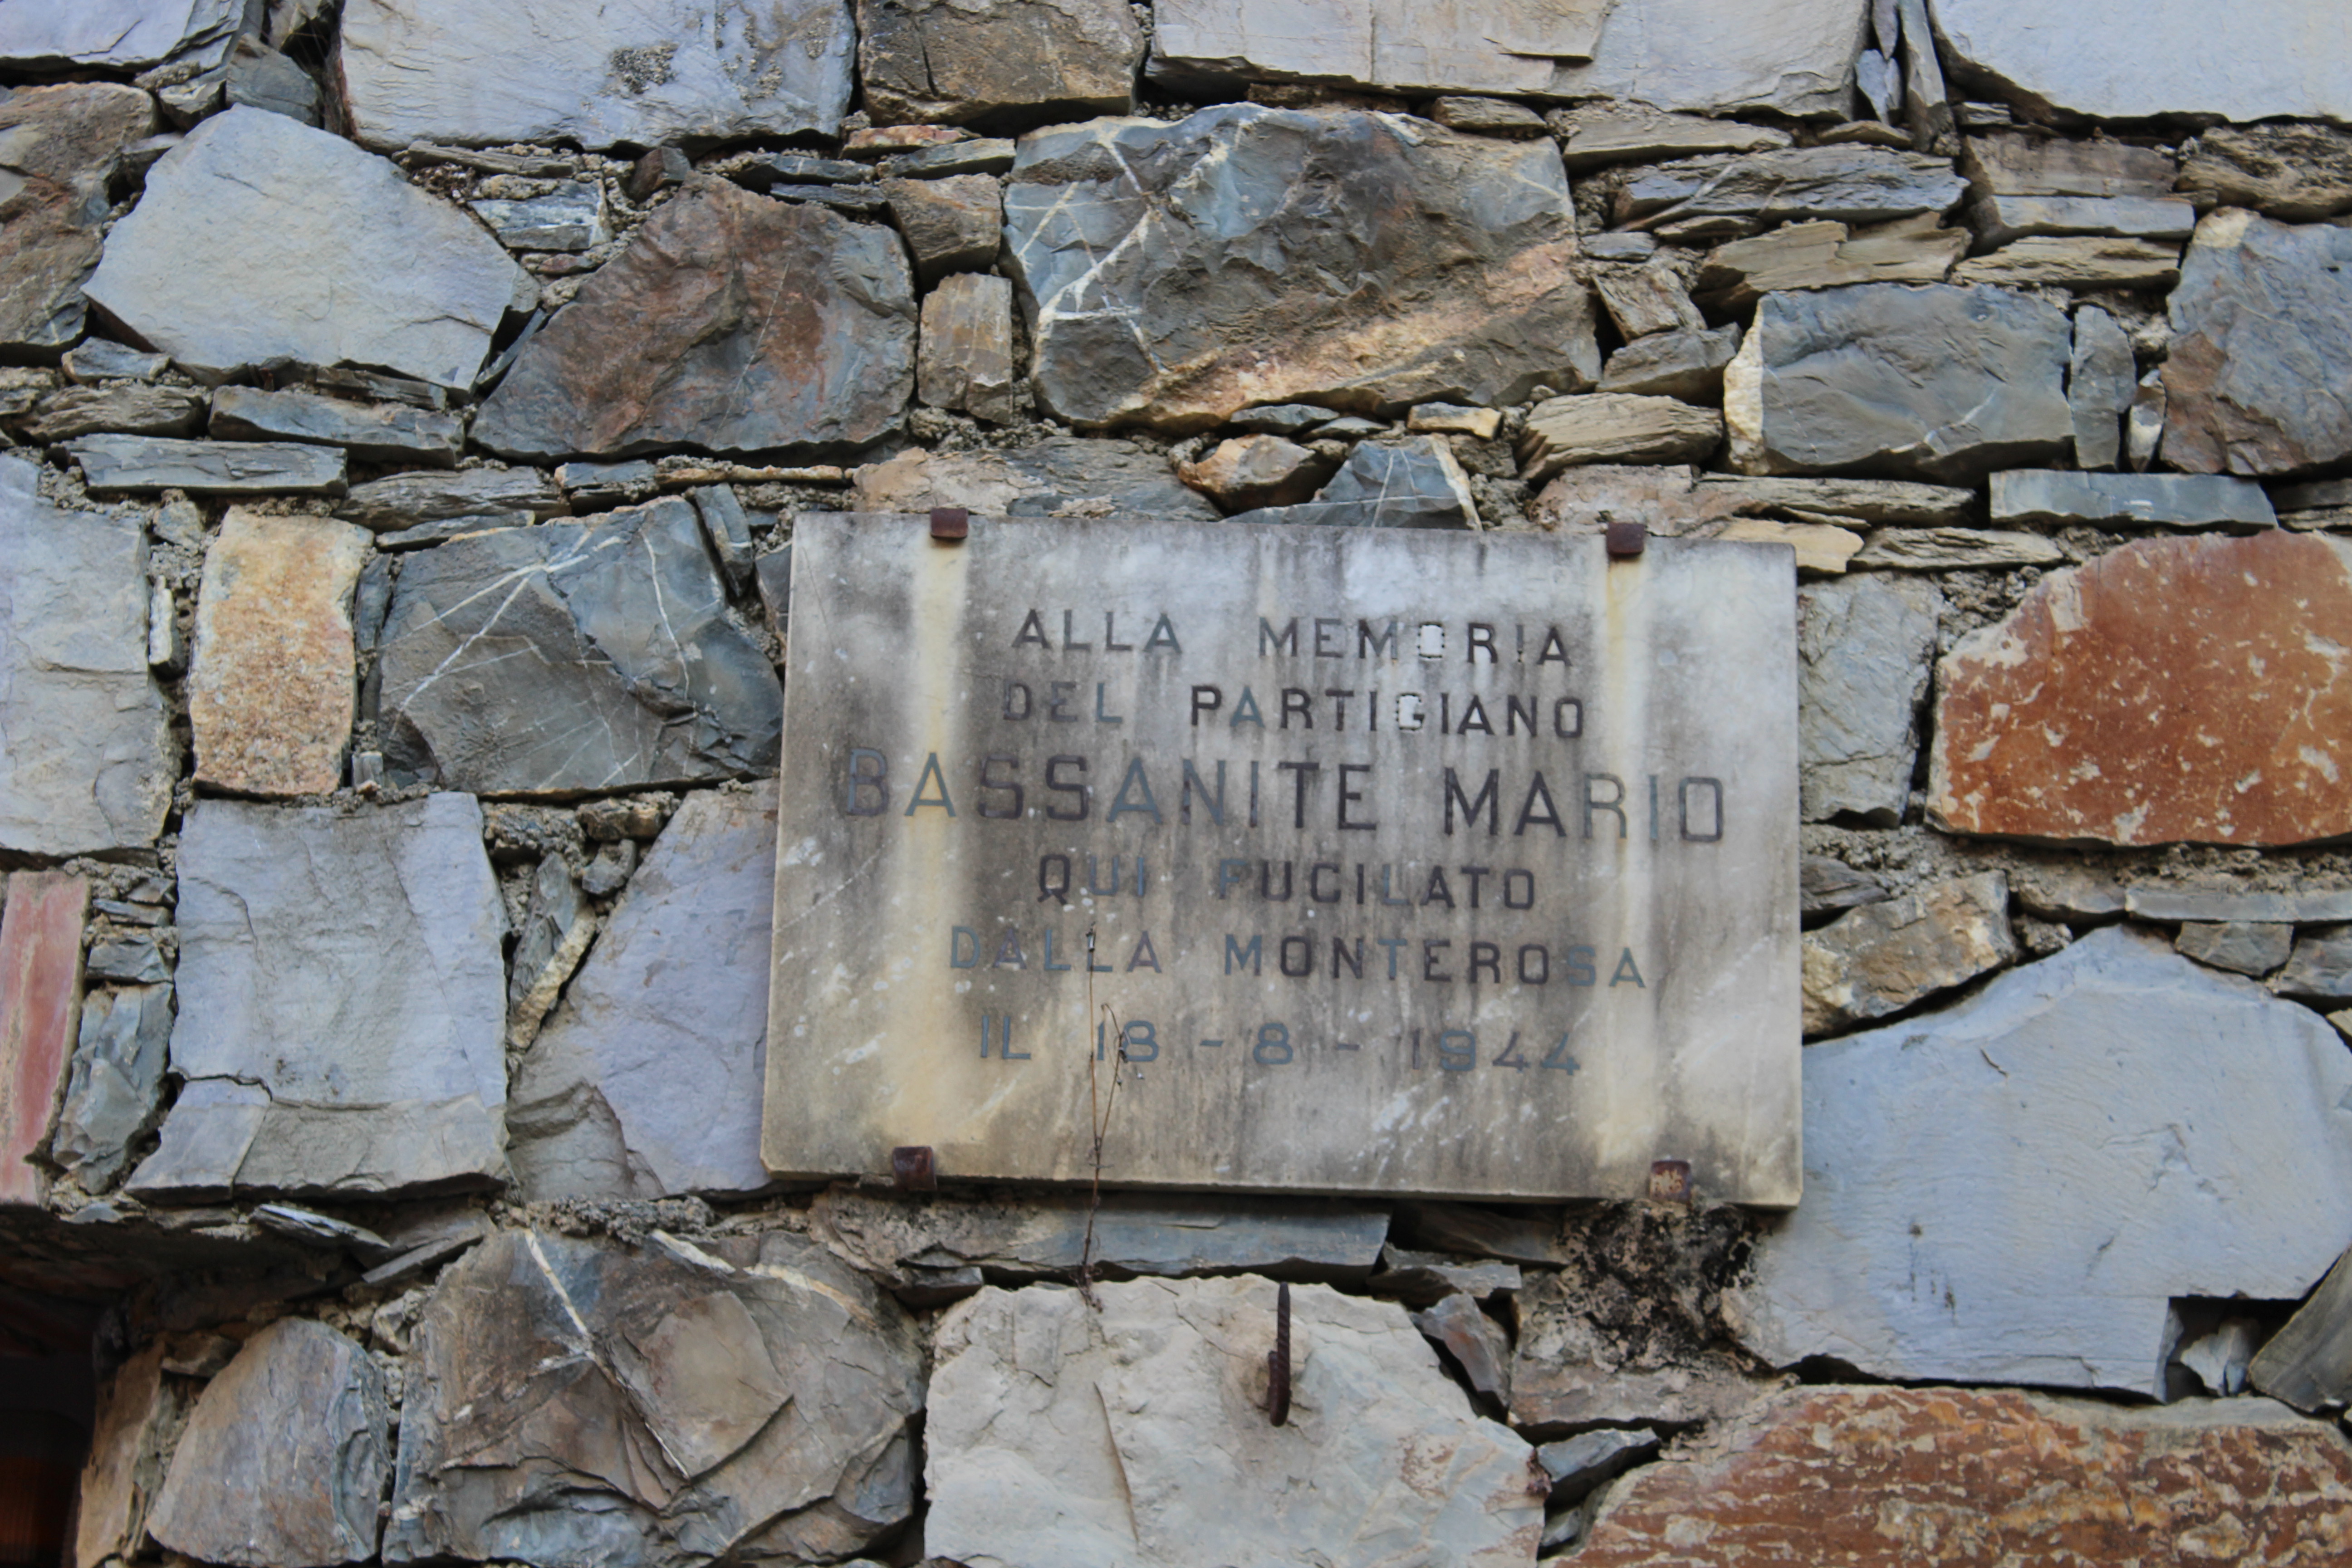 ALLA MEMORIA
DEL PARTIGIANO
BASSANITE MARIO
QUI FUCILATO
DALLA MONTEROSA
IL 18 - 8 - 1944